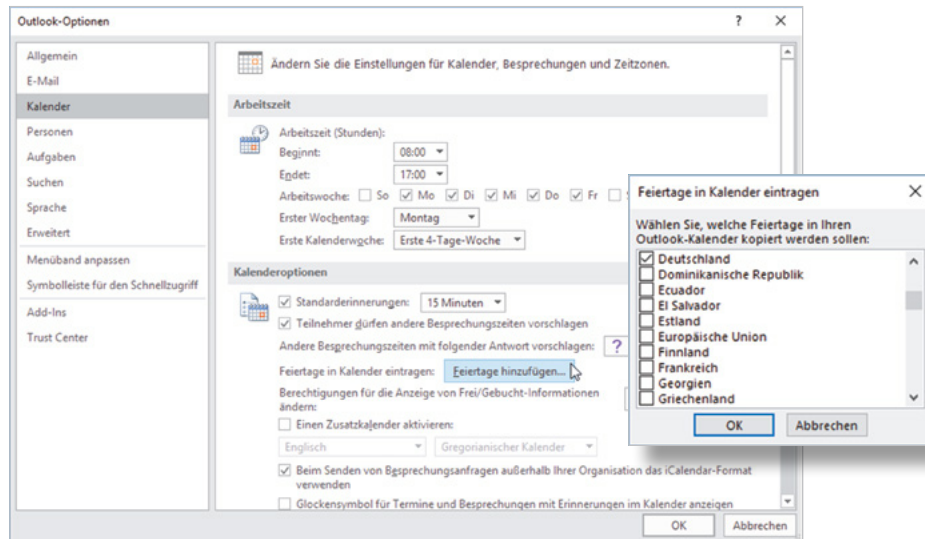 Outlook-Optionen
?
Allgemein
E-Mail
Kalender
Personen
Aufgaben
Suchen
Sprache
Erweitert
Menüband anpassen
Symbolleiste für den Schnellzugriff
Add-Ins
Trust Center
Ändern Sie die Einstellungen für Kalender, Besprechungen und Zeitzonen.
Arbeitszeit
Arbeitszeit (Stunden):
Beginnt: 08:00
Endet: 17:00
Arbeitswoche: So Mo Di Mi Do Fr
Erster Wochentag: Montag
Erste Kalenderwoche: Erste 4-Tage-Woche
Kalenderoptionen
Standarderinnerungen: 15 Minuten
Teilnehmer dürfen andere Besprechungszeiten vorschlagen
Andere Besprechungszeiten mit folgender Antwort vorschlagen: ?
Feiertage in Kalender eintragen: Feiertage hinzufügen...
Berechtigungen für die Anzeige von Frei/Gebucht-Informationen
ändern:
Einen Zusatzkalender aktivieren:
Englisch Gregorianischer Kalender
Beim Senden von Besprechungsanfragen außerhalb Ihrer Organisation das iCalendar-Format
verwenden
Glockensymbol für Termine und Besprechungen mit Erinnerungen im Kalender anzeigen
OK Abbrechen
Feiertage in Kalender eintragen
Wählen Sie, welche Feiertage in Ihren
Outlook-Kalender kopiert werden sollen:
Deutschland
Dominikanische Republik
Ecuador
El Salvador
Estland
Europäische Union
Finnland
Frankreich
Georgien
Griechenland
OK Abbrechen